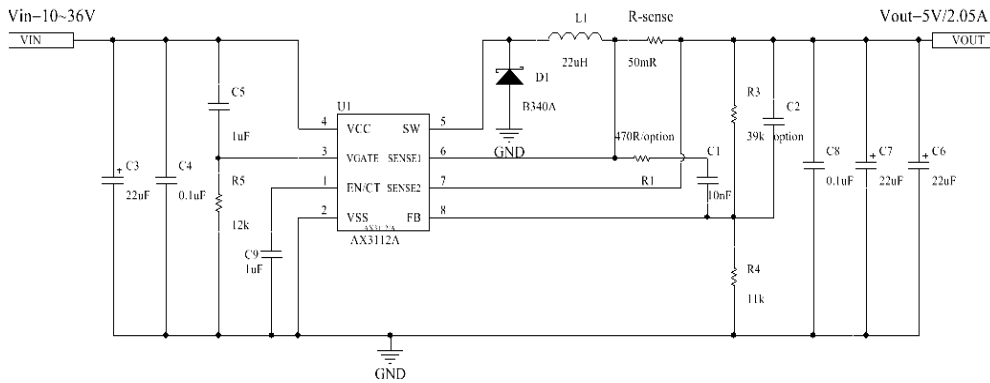 Vin-10~36V
VIN
L1
22uH
R-sense
50mR
Vout-5V/2.05A
VOUT
D1
B340A
GND
C5
1uF
U1
4
VCC
SW
5
3
VGATE
SENSE1
6
1
EN/CT
SENSE2
7
2
VSS
FB
8
AX3112A
AX3112A
470R/option
R1
C1
10nF
R3
39k
C2
option
C3
22uF
C4
0.1uF
R5
12k
C9
1uF
R4
11k
C8
0.1uF
C7
22uF
C6
22uF
+
+
+
GND